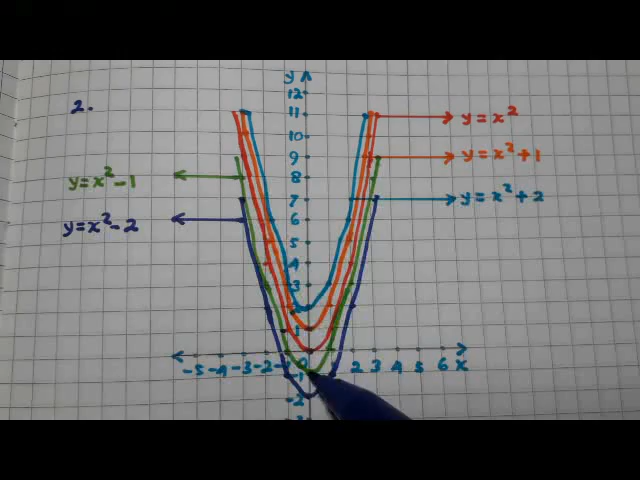 2.
y
12
11
10
9
8
7
6
5
4
3
2
1
0
-1
-2
-5 -4 -3 -2 -1 2 3 4 5 6 x
y = x² - 1
y = x² - 2
y = x²
y = x² + 1
y = x² + 2